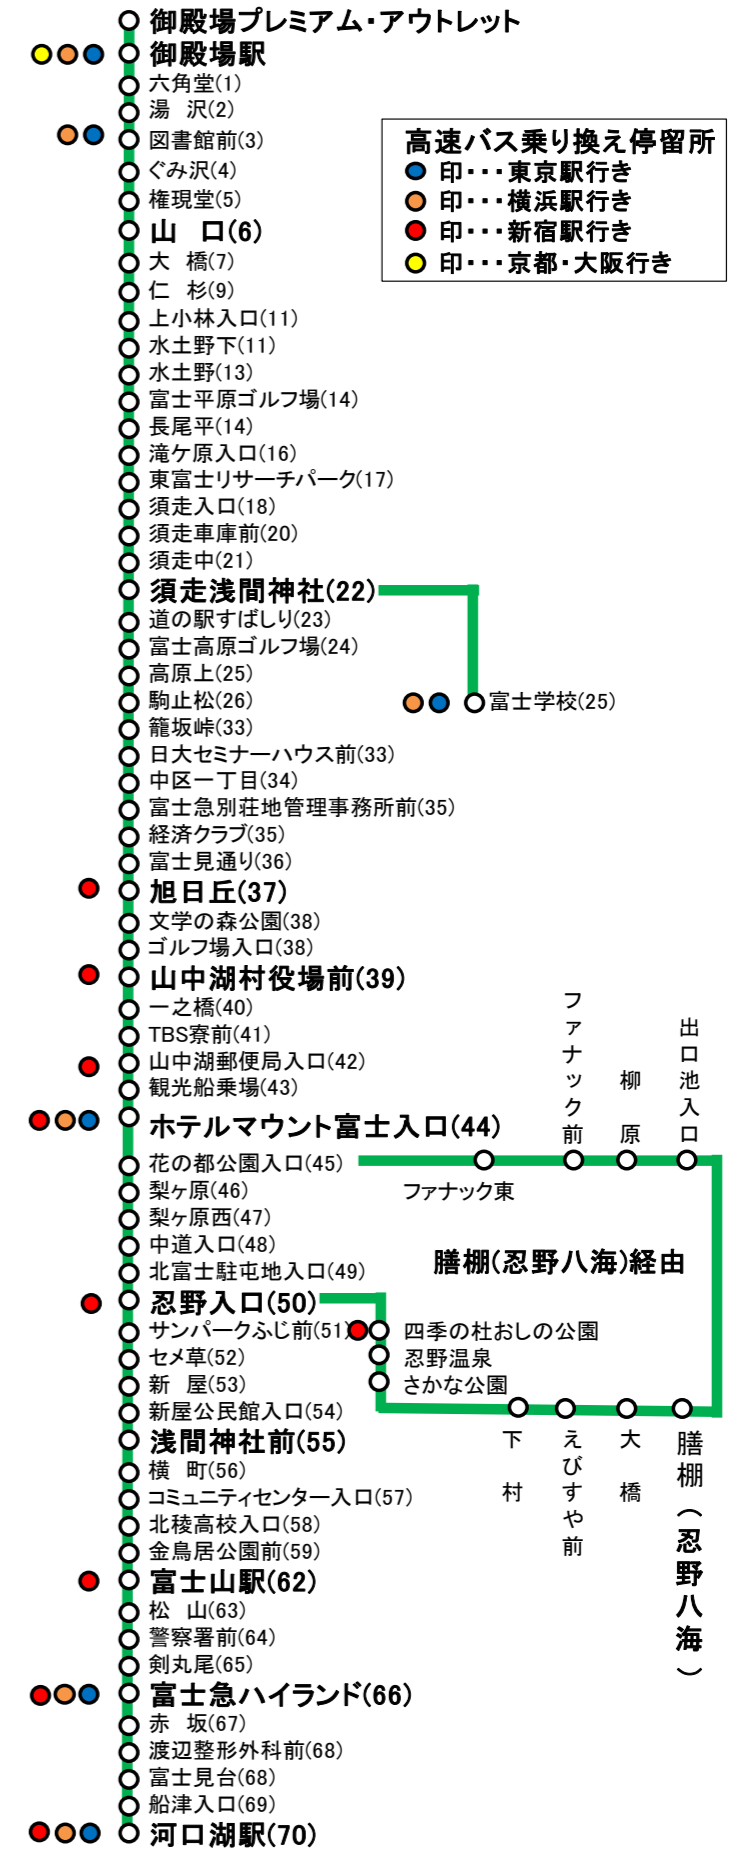 御殿場プレミアム・アウトレット
御殿場駅
六角堂(1)
湯　沢(2)
図書館前(3)
ぐみ沢(4)
権現堂(5)
山　口(6)
大　橋(7)
仁　杉(9)
上小林入口(11)
水土野下(11)
水土野(13)
富士平原ゴルフ場(14)
長尾平(14)
滝ケ原入口(16)
東富士リサーチパーク(17)
須走入口(18)
須走車庫前(20)
須走中(21)
須走浅間神社(22)
道の駅すばしり(23)
富士高原ゴルフ場(24)
高原上(25)
駒止松(26)
籠坂峠(33)
日大セミナーハウス前(33)
中区一丁目(34)
富士急別荘地管理事務所前(35)
経済クラブ(35)
富士見通り(36)
旭日丘(37)
文学の森公園(38)
ゴルフ場入口(38)
山中湖村役場前(39)
一之橋(40)
TBS寮前(41)
山中湖郵便局入口(42)
観光船乗場(43)
ホテルマウント富士入口(44)
花の都公園入口(45)
梨ヶ原(46)
梨ヶ原西(47)
中道入口(48)
北富士駐屯地入口(49)
忍野入口(50)
サンパークふじ前(51)
セメ草(52)
新　屋(53)
新屋公民館入口(54)
浅間神社前(55)
横　町(56)
コミュニティセンター入口(57)
北稜高校入口(58)
金鳥居公園前(59)
富士山駅(62)
松　山(63)
警察署前(64)
剣丸尾(65)
富士急ハイランド(66)
赤　坂(67)
渡辺整形外科前(68)
富士見台(68)
船津入口(69)
河口湖駅(70)
高速バス乗り換え停留所
印・・・東京駅行き
印・・・横浜駅行き
印・・・新宿駅行き
印・・・京都・大阪行き
富士学校(25)
ファナック東
ファナック前
柳　原
出口池入口
膳棚(忍野八海)経由
四季の杜おしの公園
忍野温泉
さかな公園
下　村
えびすや前
大　橋
膳棚（忍野八海）